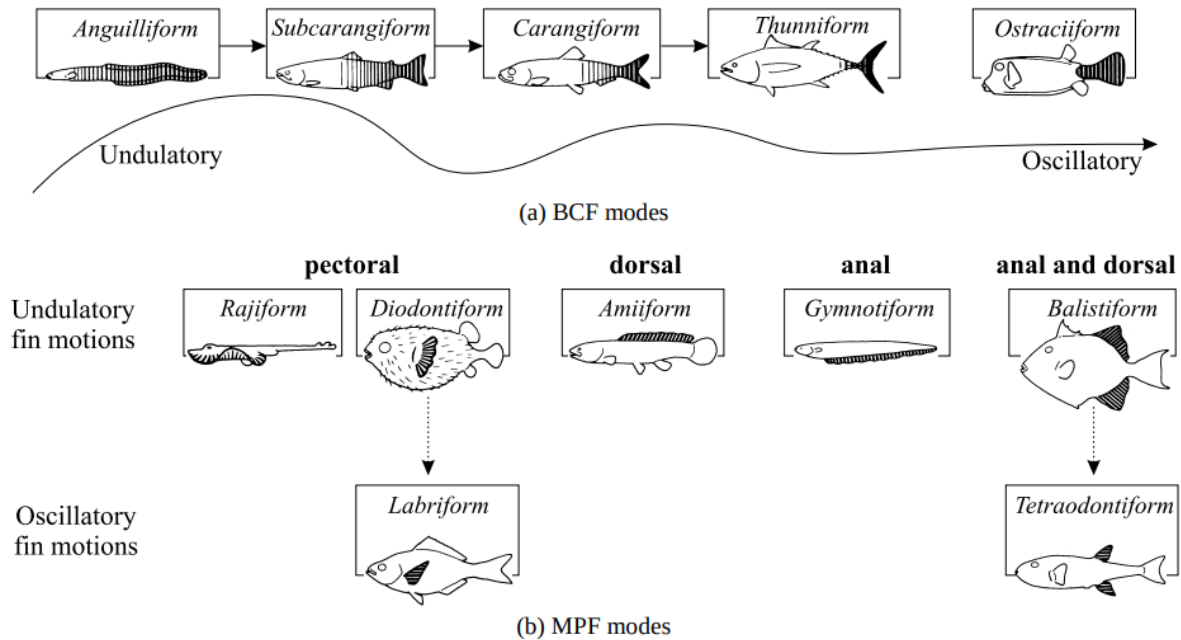 Anguilliform Subcarangiform Carangiform Thunniform Ostraciiform
Undulatory
Oscillatory
(a) BCF modes
pectoral dorsal anal anal and dorsal
Undulatory
fin motions
Rajiform Diodontiform Amiiform Gymnotiform Balistiform
Oscillatory
fin motions
Labriform Tetraodontiform
(b) MPF modes